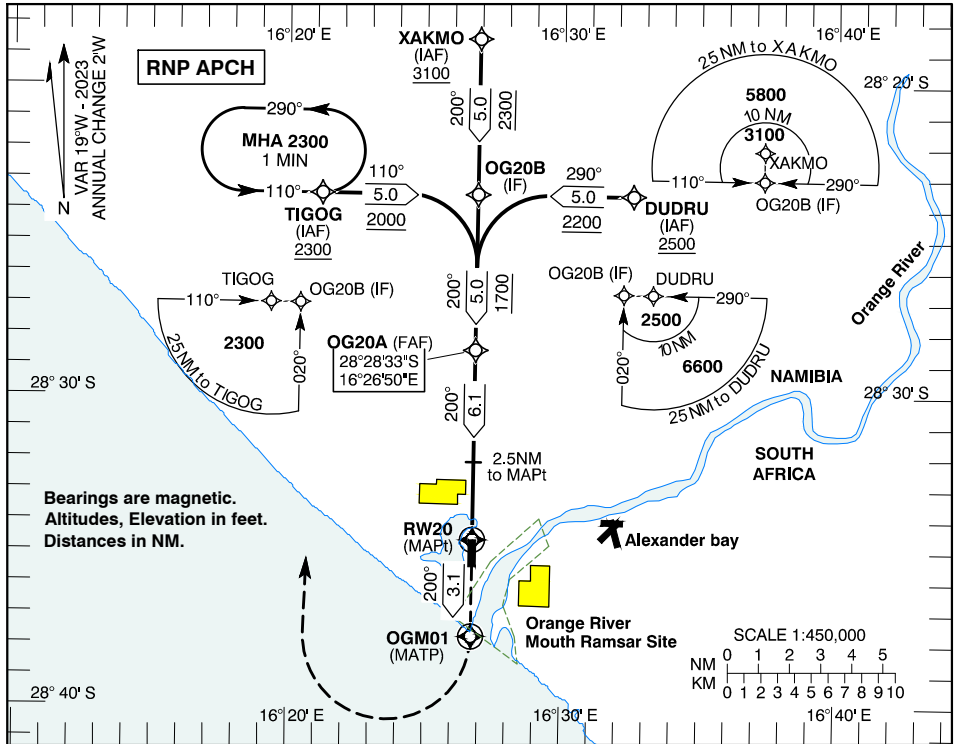 16°20' E
16°30' E
16°40' E
XAKMO
(IAF)
3100
RNP APCH
VAR 19°W - 2023
ANNUAL CHANGE 2'W
N
290°
MHA 2300
1 MIN
110°
TIGOG
(IAF)
2300
110°
5.0
2000
200°
5.0
2300
OG20B
(IF)
290°
5.0
2200
DUDRU
(IAF)
2500
25 NM to XAKMO
5800
10 NM
3100
XAKMO
110°
290°
OG20B (IF)
28° 20' S
Orange River
TIGOG
110°
OG20B (IF)
2300
020°
25 NM to TIGOG
200°
5.0
1700
OG20A (FAF)
28°28'33"S
16°26'50"E
OG20B (IF)
DUDRU
290°
2500
10NM
020°
6600
25 NM to DUDRU
28° 30' S
28° 30' S
NAMIBIA
SOUTH
AFRICA
200°
6.1
2.5NM
to MAPt
Bearings are magnetic.
Altitudes, Elevation in feet.
Distances in NM.
RW20
(MAPt)
Alexander bay
200°
3.1
OGM01
(MATP)
Orange River
Mouth Ramsar Site
SCALE 1:450,000
NM
0 1 2 3 4 5
KM
0 1 2 3 4 5 6 7 8 9 10
28° 40' S
16°20' E
16°30' E
16°40' E